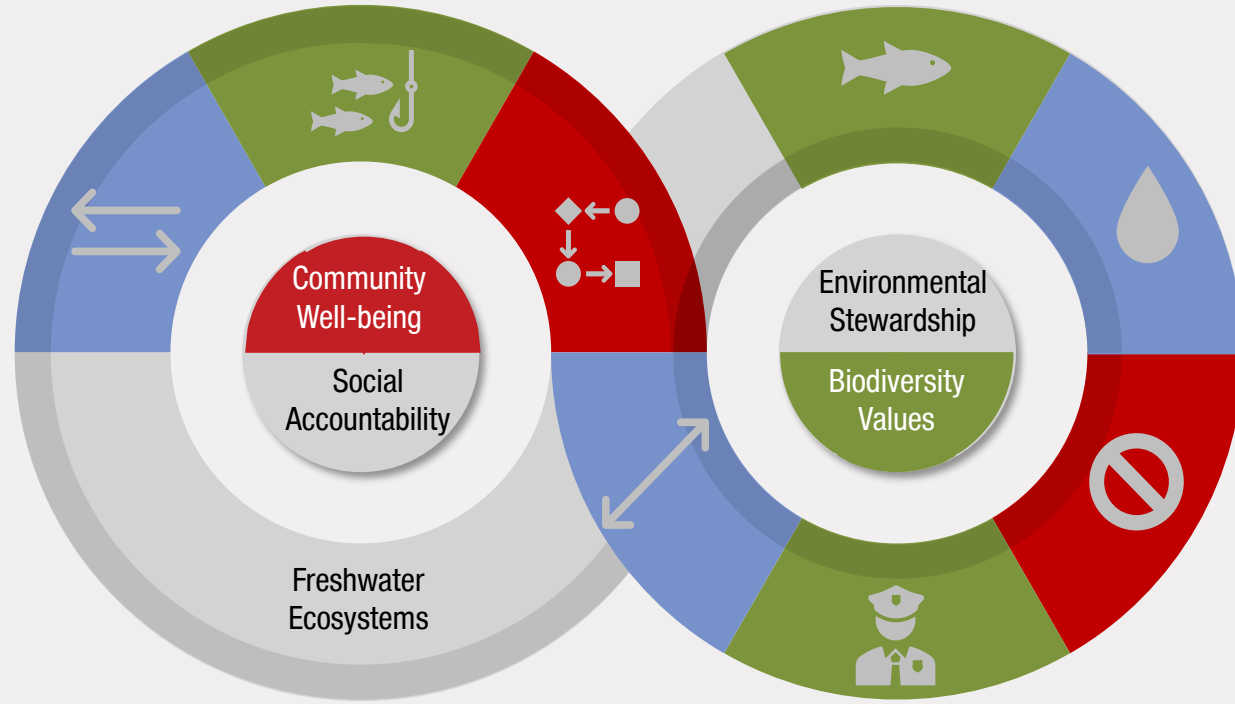 Community
Well-being
Social
Accountability
Freshwater
Ecosystems
Environmental
Stewardship
Biodiversity
Values